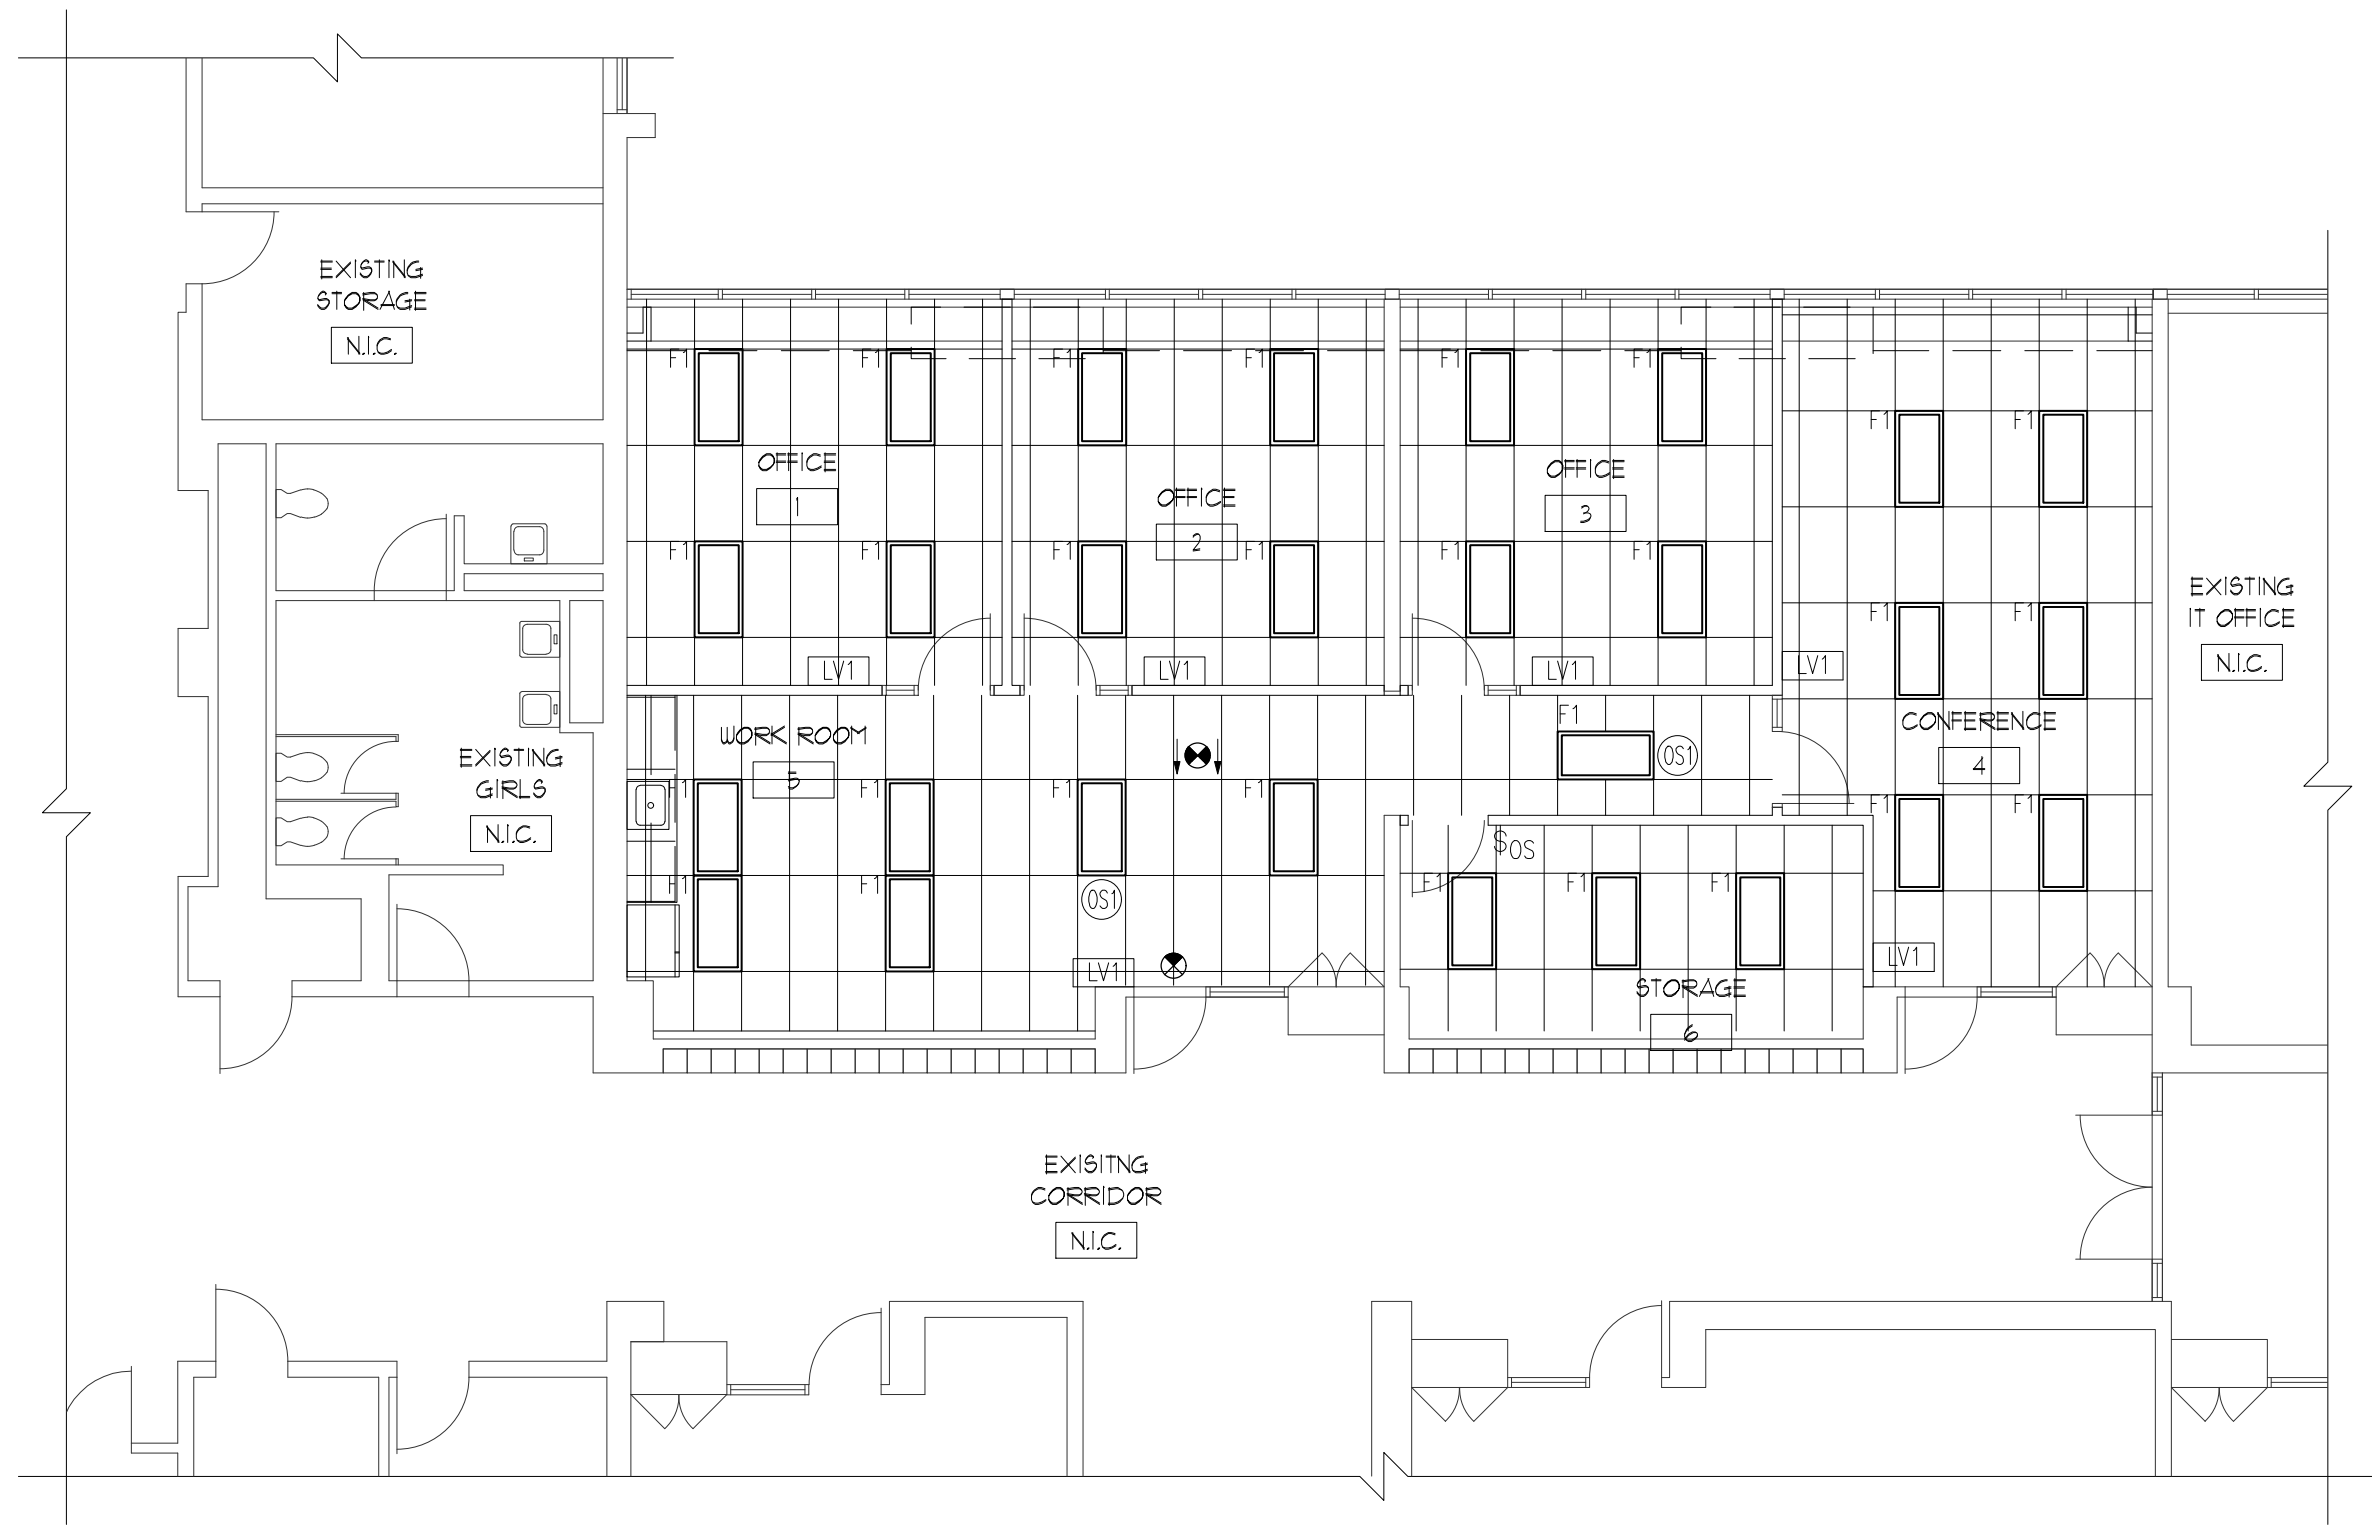 EXISTING
STORAGE
N.I.C.
F1
F1
F1
F1
F1
F1
F1
F1
OFFICE
1
OFFICE
2
OFFICE
3
F1
F1
F1
F1
F1
F1
F1
F1
EXISTING
IT OFFICE
N.I.C.
LV1
LV1
LV1
LV1
WORK ROOM
5
F1
OS1
CONFERENCE
4
EXISTING
GIRLS
N.I.C.
F1
F1
F1
F1
F1
F1
$OS
F1
F1
OS1
F1
F1
F1
LV1
LV1
STORAGE
6
EXISITNG
CORRIDOR
N.I.C.